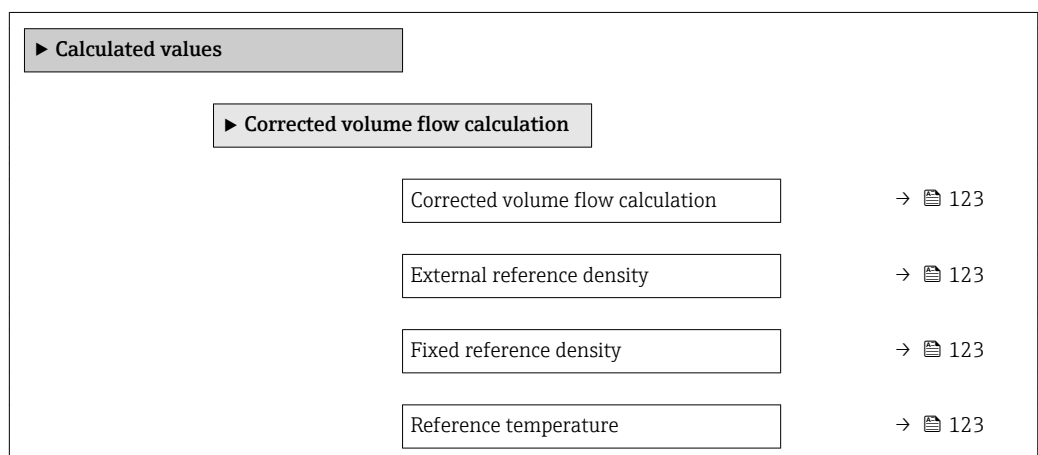 ▶ Calculated values
▶ Corrected volume flow calculation
Corrected volume flow calculation → 123
External reference density → 123
Fixed reference density → 123
Reference temperature → 123